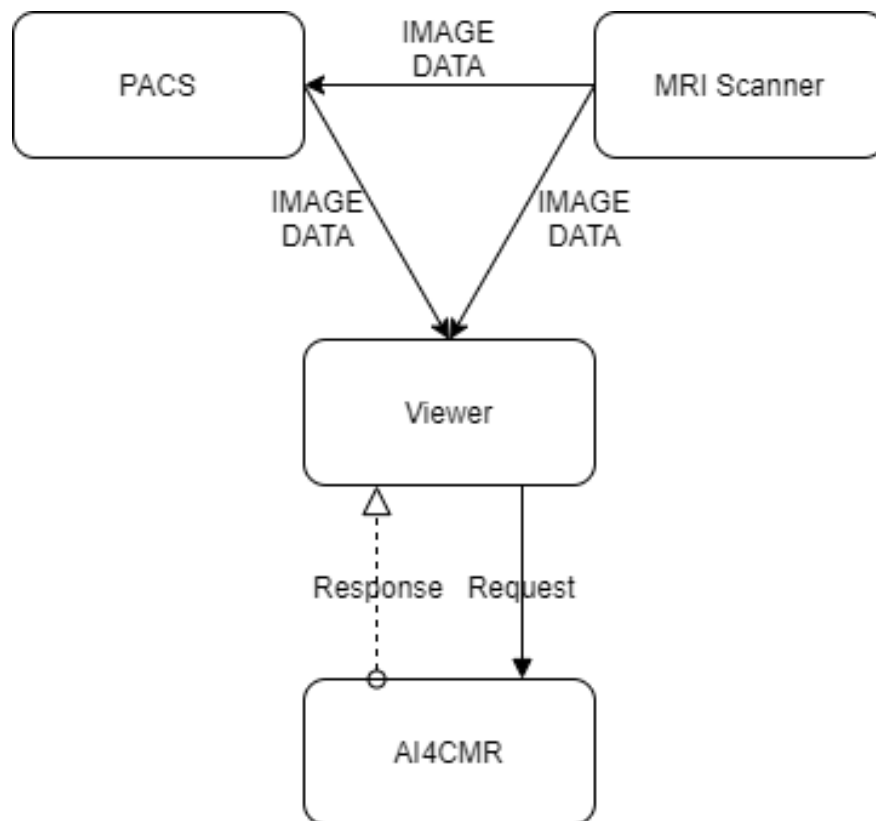 IMAGE
DATA
PACS
MRI Scanner
IMAGE
DATA
IMAGE
DATA
Viewer
Response
Request
AI4CMR